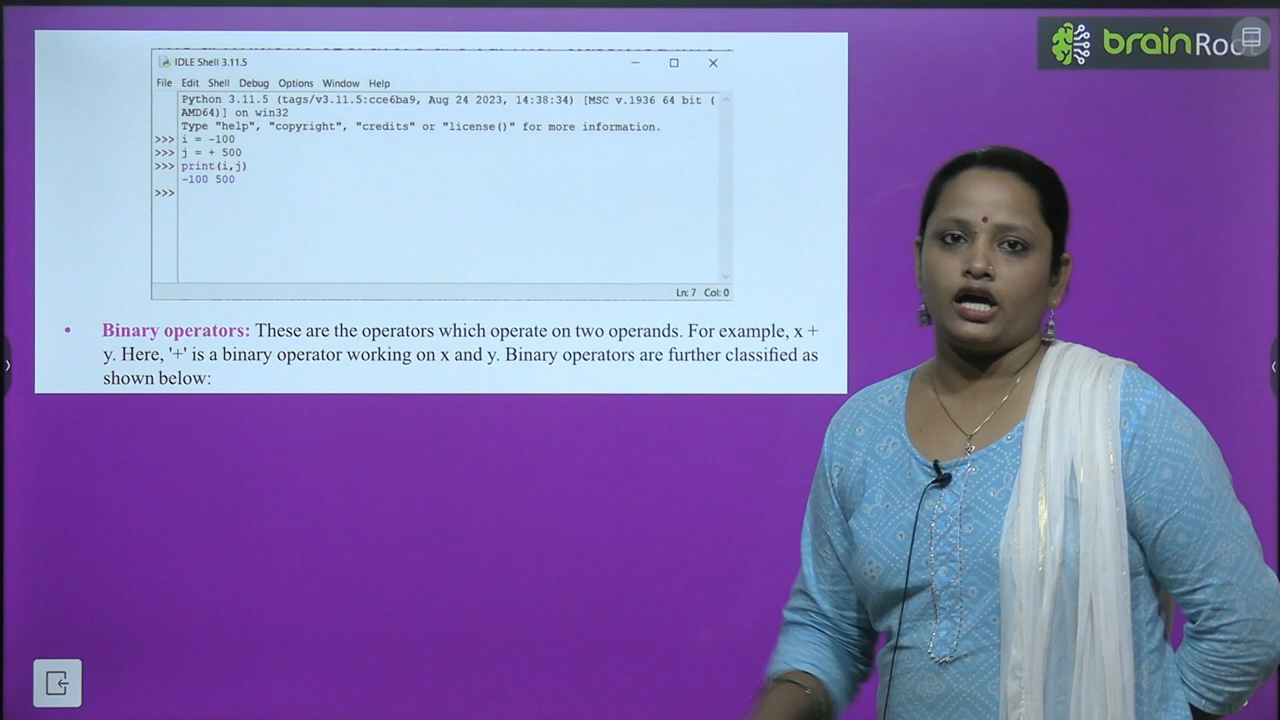 brainRoot
IDLE Shell 3.11.5
File Edit Shell Debug Options Window Help
Python 3.11.5 (tags/v3.11.5:cce6ba9, Aug 24 2023, 14:38:34) [MSC v.1936 64 bit (
AMD64)] on win32
Type "help", "copyright", "credits" or "license()" for more information.
>>> i = -100
>>> j = + 500
>>> print(i,j)
-100 500
>>>
Ln: 7 Col: 0
• Binary operators: These are the operators which operate on two operands. For example, x +
y. Here, '+' is a binary operator working on x and y. Binary operators are further classified as
shown below: